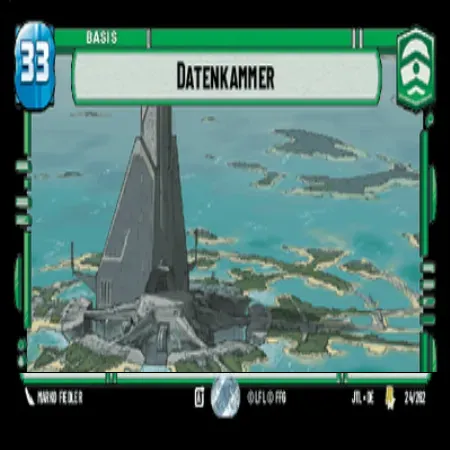 BASIS
33
DATENKAMMER
MARKO FIEDLER
© LFL © FFG
JTL • DE
24/262